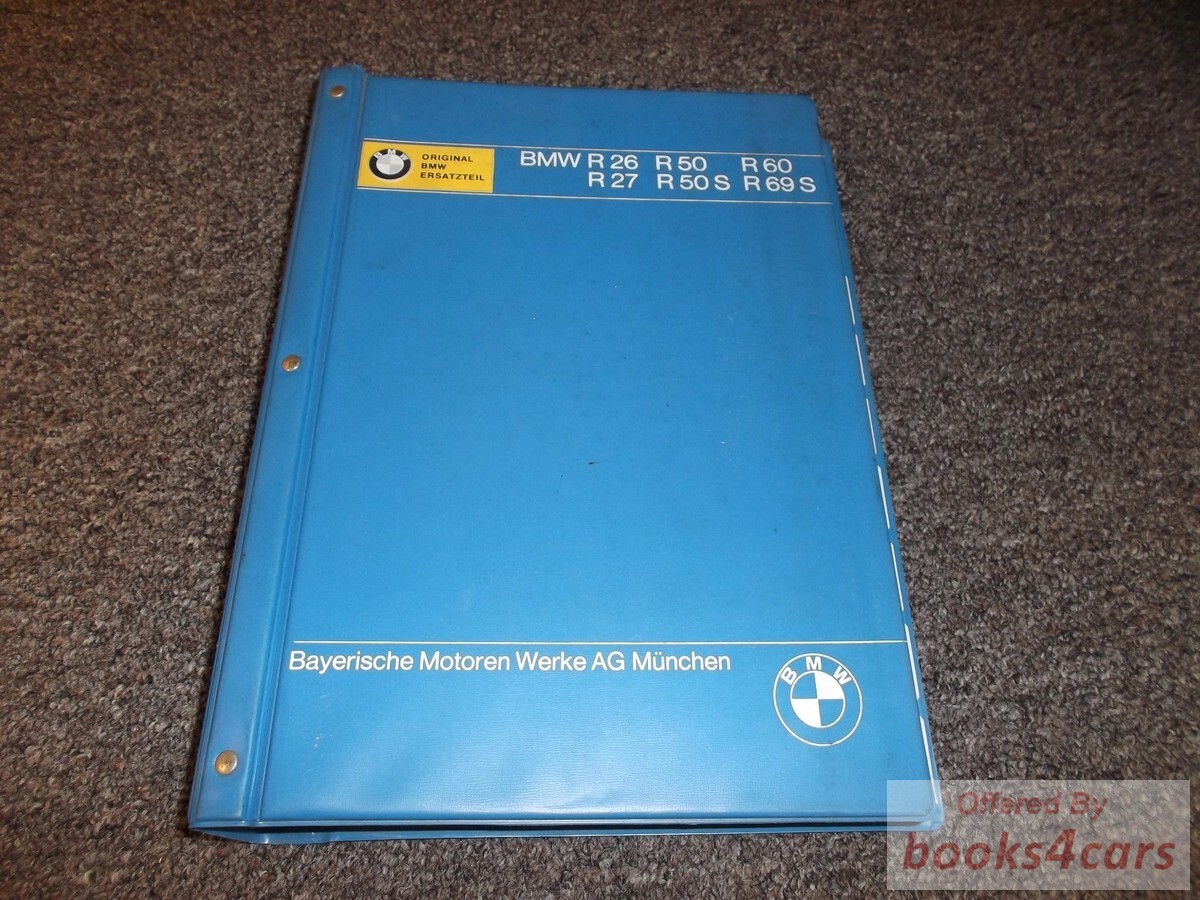 BMW
ORIGINAL
BMW
ERSATZTEIL
BMW R 26 R 50 R 60
R 27 R 50 S R 69 S
Bayerische Motoren Werke AG München
BMW
Offered By
books4cars